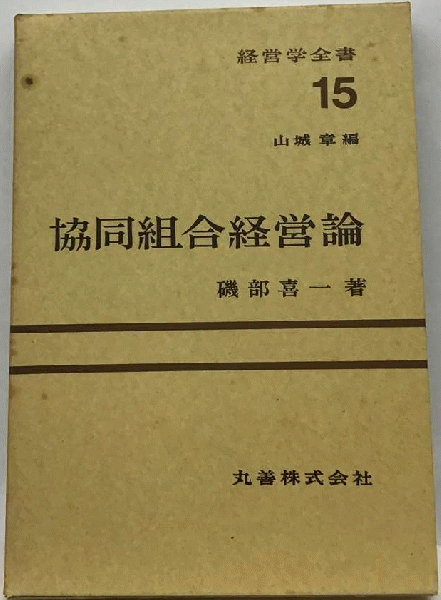 経営学全書
15
山城章編
協同組合経営論
磯部喜一著
丸善株式会社